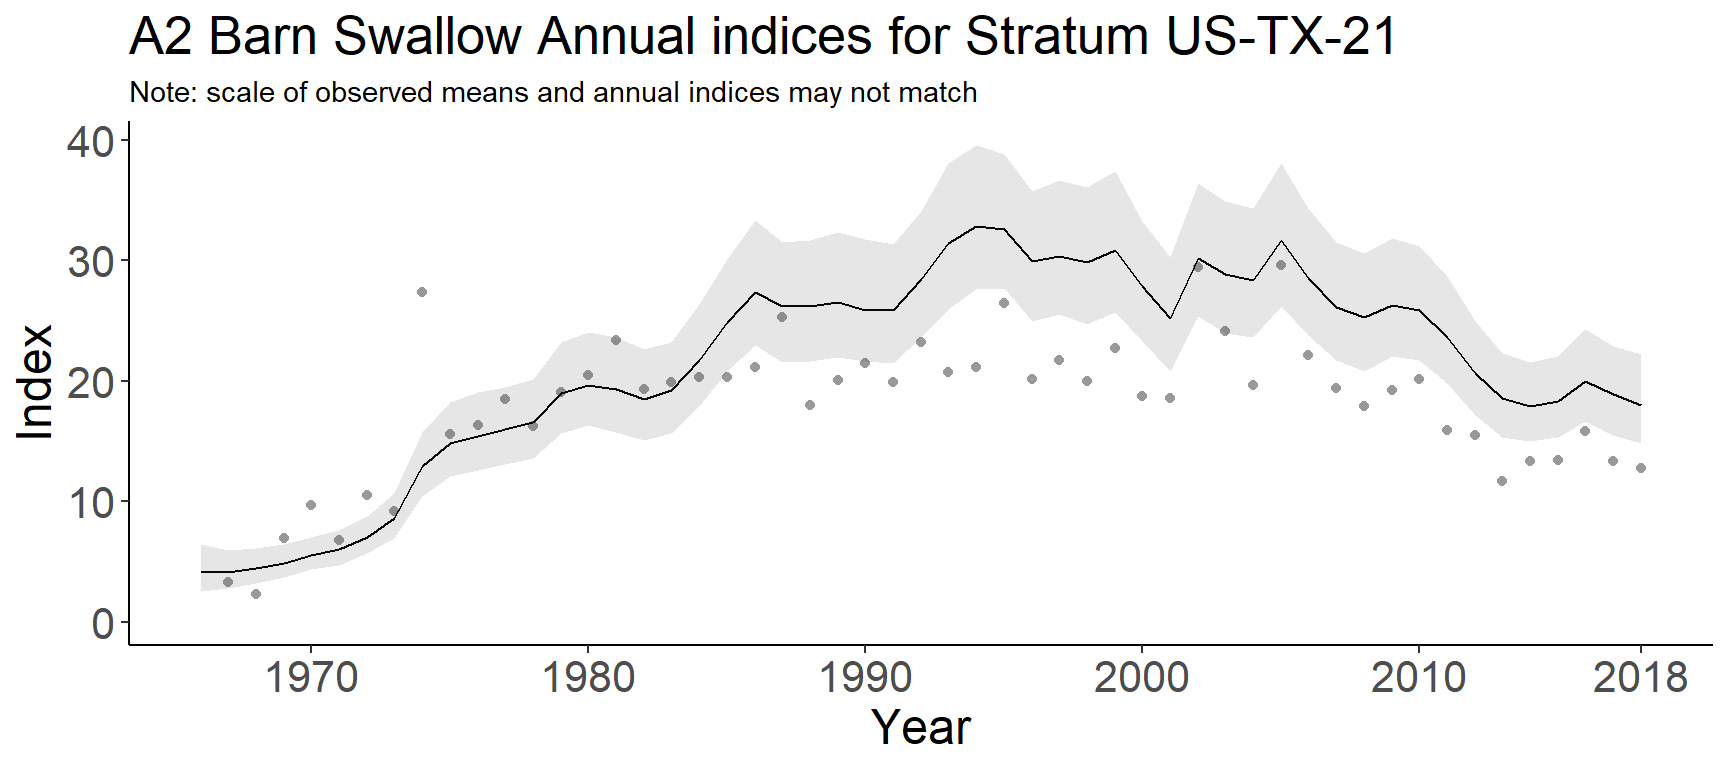 A2 Barn Swallow Annual indices for Stratum US-TX-21
Note: scale of observed means and annual indices may not match
40
30
20
10
0
Index
1970 1980 1990 2000 2010 2018
Year